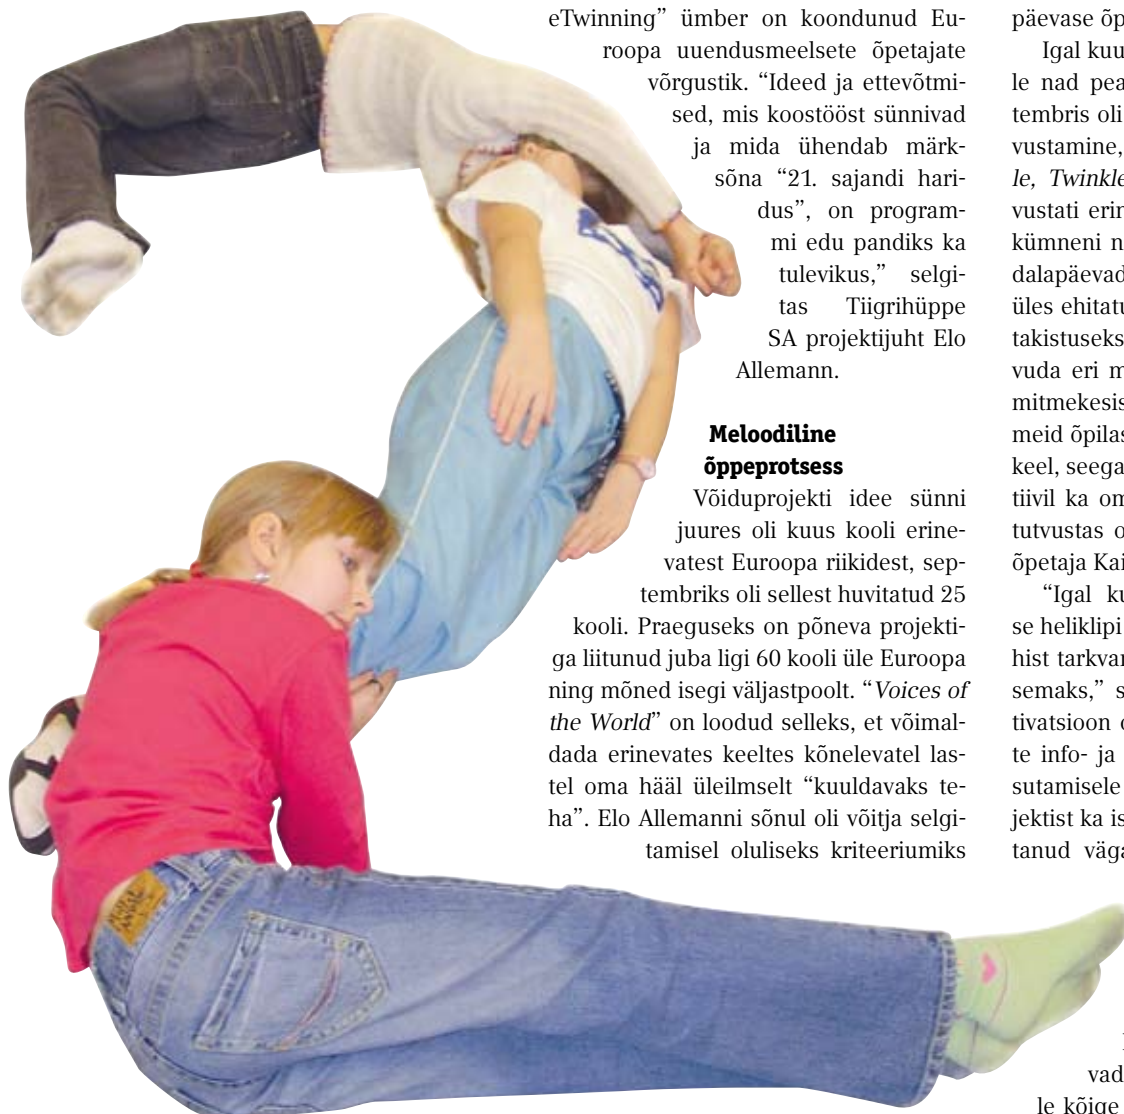 eTwinning” ümber on koondunud Eu-
roopa uuendusmeelsete õpetajate
võrgustik. “Ideed ja ettevõtmi-
sed, mis koostööst sünnivad
ja mida ühendab märk-
sõna “21. sajandi hari-
dus”, on program-
mi edu pandiks ka
tulevikus,” selgi-
tas Tiigrihüppe
SA projektijuht Elo
Allemann.
Meloodiline
õppeprotsess
Võiduprojekti idee sünni
juures oli kuus kooli erine-
vatest Euroopa riikidest, sep-
tembriks oli sellest huvitatud 25
kooli. Praeguseks on põneva projekti-
ga liitunud juba ligi 60 kooli üle Euroopa
ning mõned isegi väljastpoolt. “Voices of
the World” on loodud selleks, et võimal-
dada erinevates keeltes kõnelevatel las-
tel oma hääl üleilmselt “kuuldavaks te-
ha”. Elo Allemanni sõnul oli võitja selgi-
tamisel oluliseks kriteeriumiks
päevase õp
Igal kuu
le nad pea
tembris oli
vustamine,
le, Twinkle
vustati erin
kümneni n
dalapäevad
üles ehitatu
takistuseks
vuda eri m
mitmekesis
meid õpilas
keel, seega
tiivil ka om
tutvustas o
õpetaja Kai
“Igal ku
se heliklipi
hist tarkvar
semaks,” s
tivatsioon o
te info- ja
sutamisele
jektist ka is
tanud väga
vad
le kõige